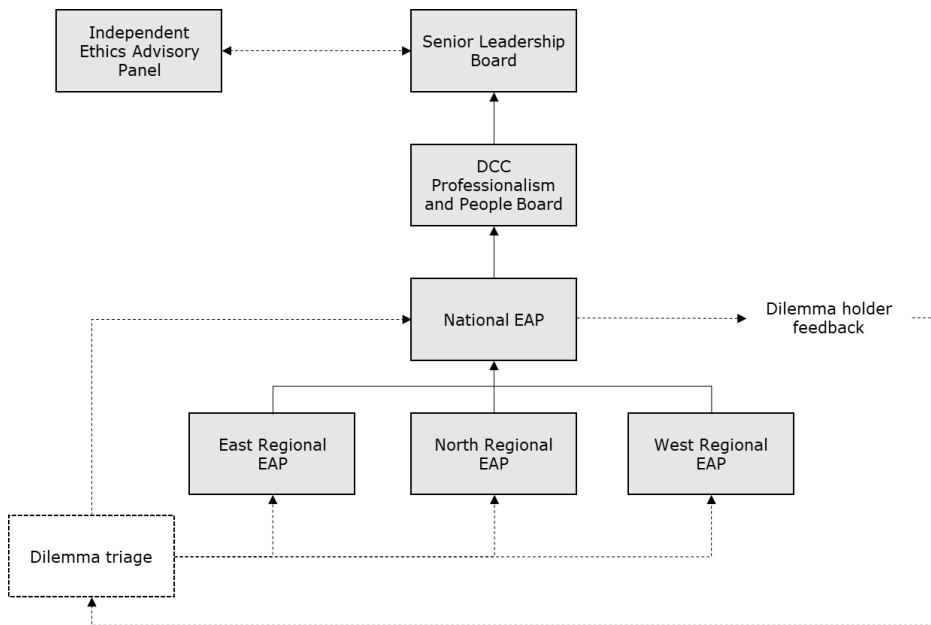 Independent
Ethics Advisory
Panel
Senior Leadership
Board
DCC
Professionalism
and People Board
National EAP
Dilemma holder
feedback
East Regional
EAP
North Regional
EAP
West Regional
EAP
Dilemma triage